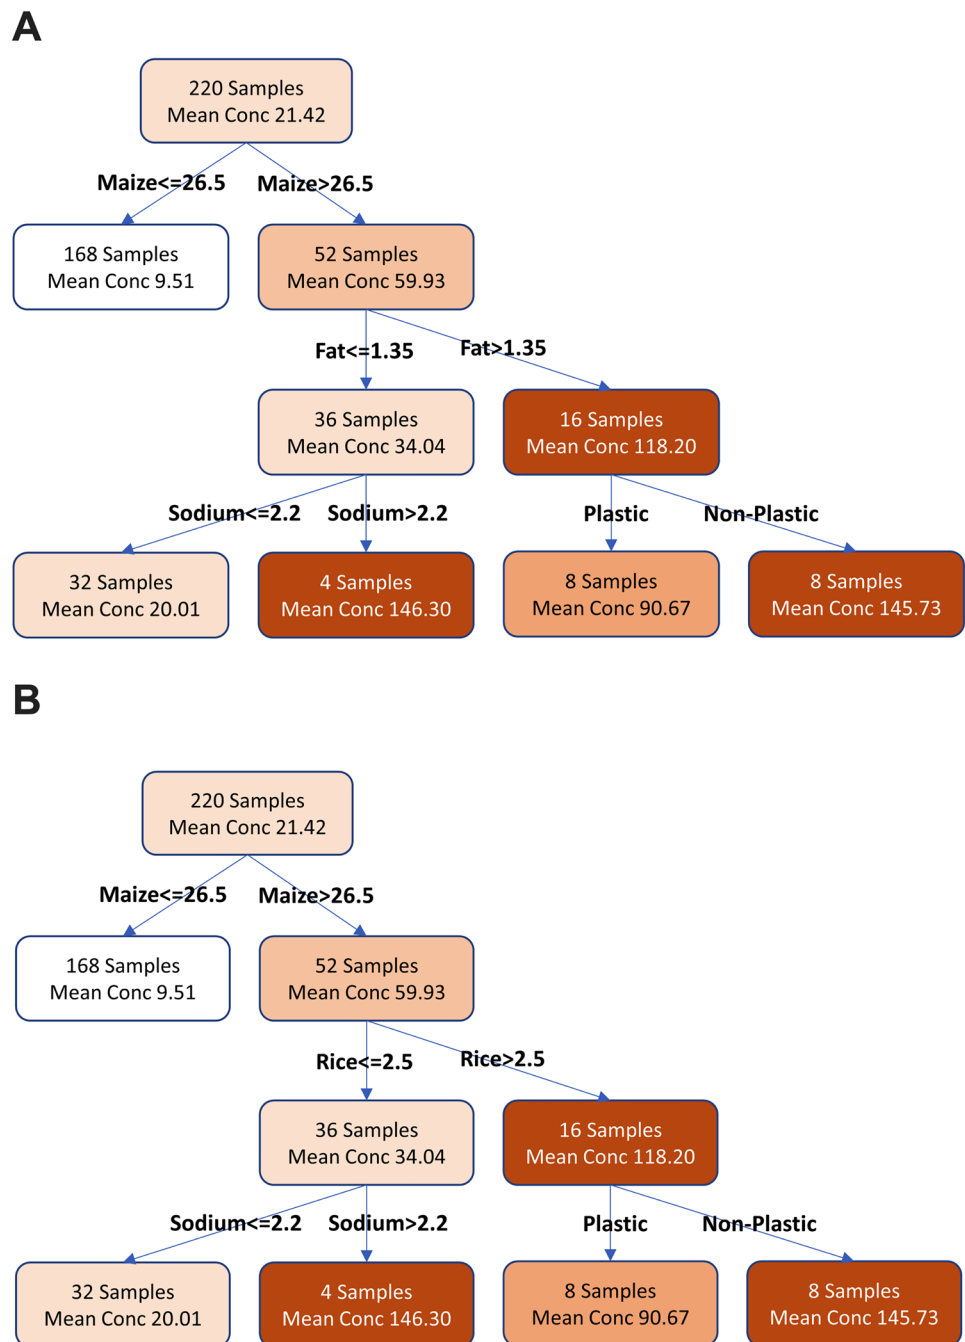 A
220 Samples
Mean Conc 21.42
Maize<=26.5
Maize>26.5
168 Samples
Mean Conc 9.51
52 Samples
Mean Conc 59.93
Fat<=1.35
Fat>1.35
36 Samples
Mean Conc 34.04
16 Samples
Mean Conc 118.20
Sodium<=2.2
Sodium>2.2
Plastic
Non-Plastic
32 Samples
Mean Conc 20.01
4 Samples
Mean Conc 146.30
8 Samples
Mean Conc 90.67
8 Samples
Mean Conc 145.73
B
220 Samples
Mean Conc 21.42
Maize<=26.5
Maize>26.5
168 Samples
Mean Conc 9.51
52 Samples
Mean Conc 59.93
Rice<=2.5
Rice>2.5
36 Samples
Mean Conc 34.04
16 Samples
Mean Conc 118.20
Sodium<=2.2
Sodium>2.2
Plastic
Non-Plastic
32 Samples
Mean Conc 20.01
4 Samples
Mean Conc 146.30
8 Samples
Mean Conc 90.67
8 Samples
Mean Conc 145.73